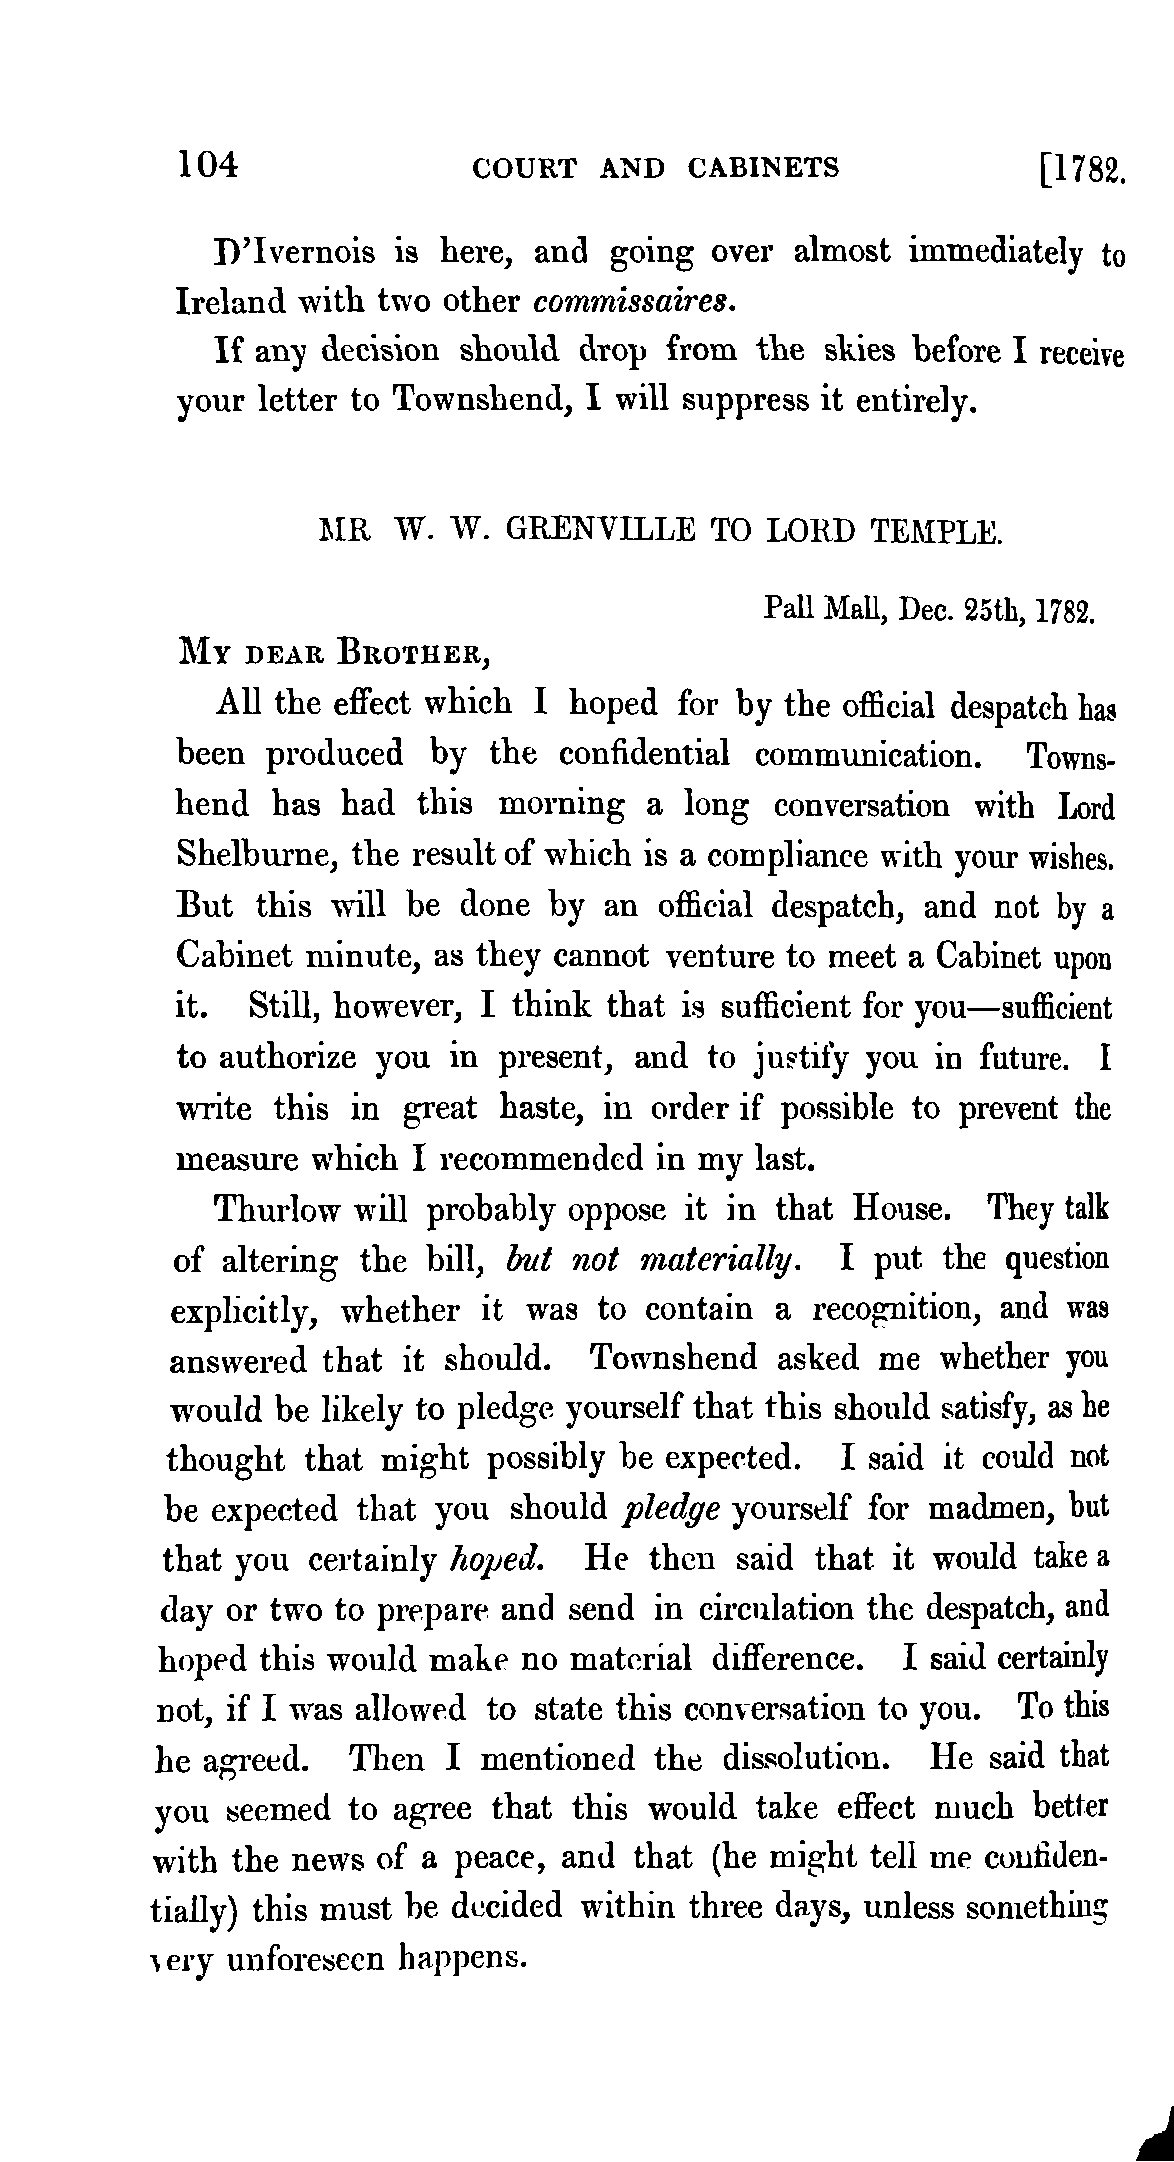 104 COURT AND CABINETS [1782.
D'Ivernois is here, and going over almost immediately to
Ireland with two other commissaires.
If any decision should drop from the skies before I receive
your letter to Townshend, I will suppress it entirely.
MR W. W. GRENVILLE TO LORD TEMPLE.
Pall Mall, Dec. 25th, 1782.
MY DEAR BROTHER,
All the effect which I hoped for by the official despatch has
been produced by the confidential communication. Towns-
hend has had this morning a long conversation with Lord
Shelburne, the result of which is a compliance with your wishes.
But this will be done by an official despatch, and not by a
Cabinet minute, as they cannot venture to meet a Cabinet upon
it. Still, however, I think that is sufficient for you—sufficient
to authorize you in present, and to justify you in future. I
write this in great haste, in order if possible to prevent the
measure which I recommended in my last.
Thurlow will probably oppose it in that House. They talk
of altering the bill, but not materially. I put the question
explicitly, whether it was to contain a recognition, and was
answered that it should. Townshend asked me whether you
would be likely to pledge yourself that this should satisfy, as he
thought that might possibly be expected. I said it could not
be expected that you should pledge yourself for madmen, but
that you certainly hoped. He then said that it would take a
day or two to prepare and send in circulation the despatch, and
hoped this would make no material difference. I said certainly
not, if I was allowed to state this conversation to you. To this
he agreed. Then I mentioned the dissolution. He said that
you seemed to agree that this would take effect much better
with the news of a peace, and that (he might tell me confiden-
tially) this must be decided within three days, unless something
very unforeseen happens.